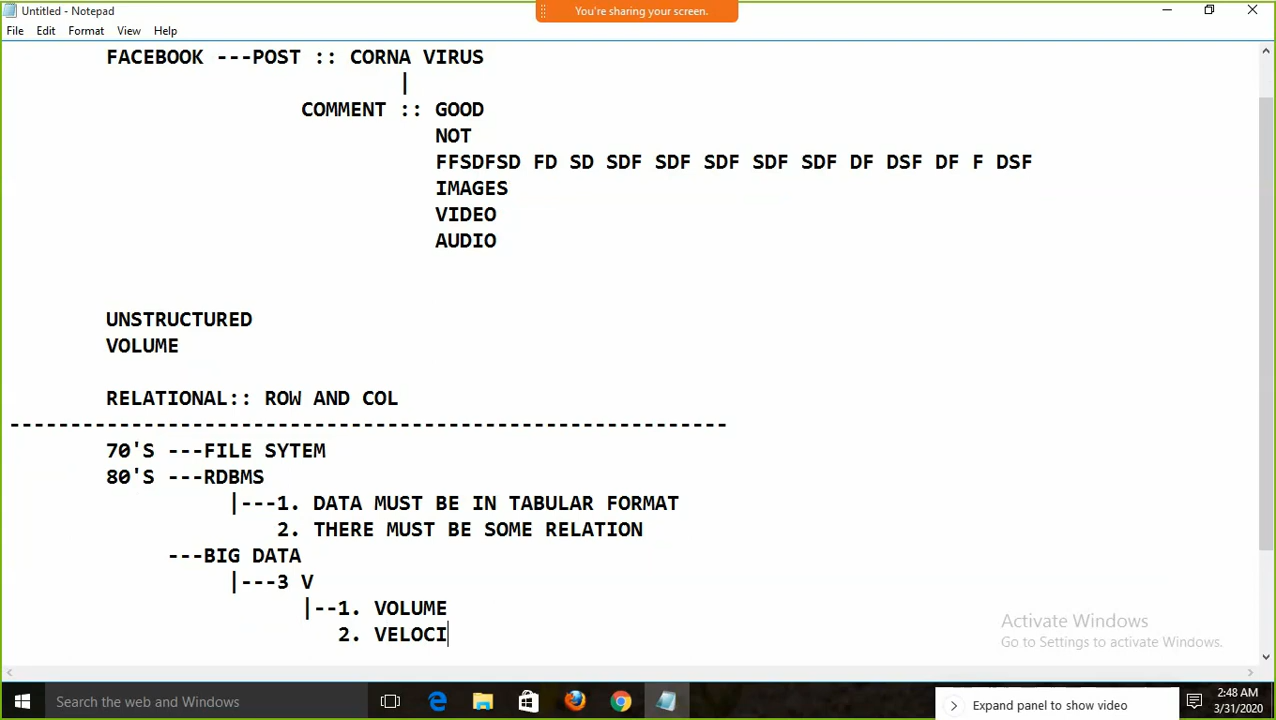 Untitled - Notepad
You're sharing your screen.
File Edit Format View Help
FACEBOOK ---POST :: CORNA VIRUS
|
COMMENT :: GOOD
NOT
FFSDFSD FD SD SDF SDF SDF SDF SDF DF DSF DF F DSF
IMAGES
VIDEO
AUDIO
UNSTRUCTURED
VOLUME
RELATIONAL:: ROW AND COL
-----------------------------------------------------------
70'S ---FILE SYTEM
80'S ---RDBMS
|---1. DATA MUST BE IN TABULAR FORMAT
2. THERE MUST BE SOME RELATION
---BIG DATA
|---3 V
|--1. VOLUME
2. VELOCI
Activate Windows
Go to Settings to activate Windows.
Search the web and Windows
Expand panel to show video
2:48 AM
3/31/2020